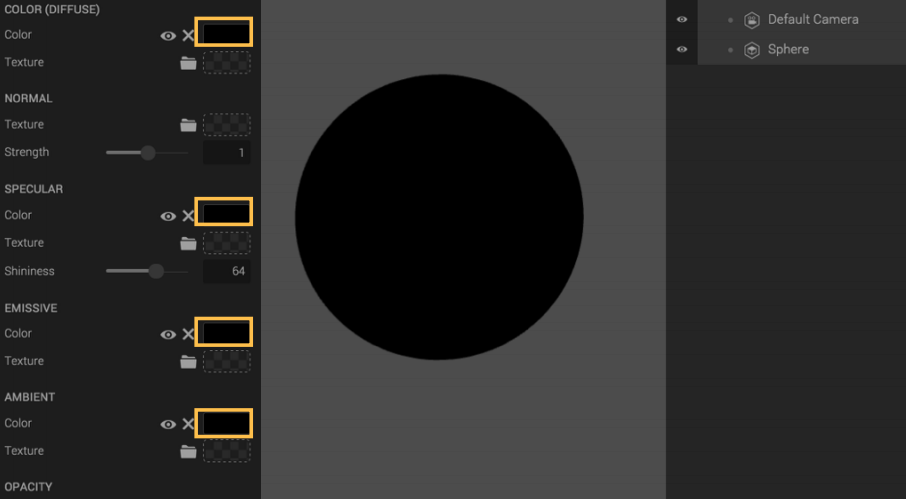 COLOR (DIFFUSE)
Color
Texture
NORMAL
Texture
Strength 1
SPECULAR
Color
Texture
Shininess 64
EMISSIVE
Color
Texture
AMBIENT
Color
Texture
OPACITY
Default Camera
Sphere